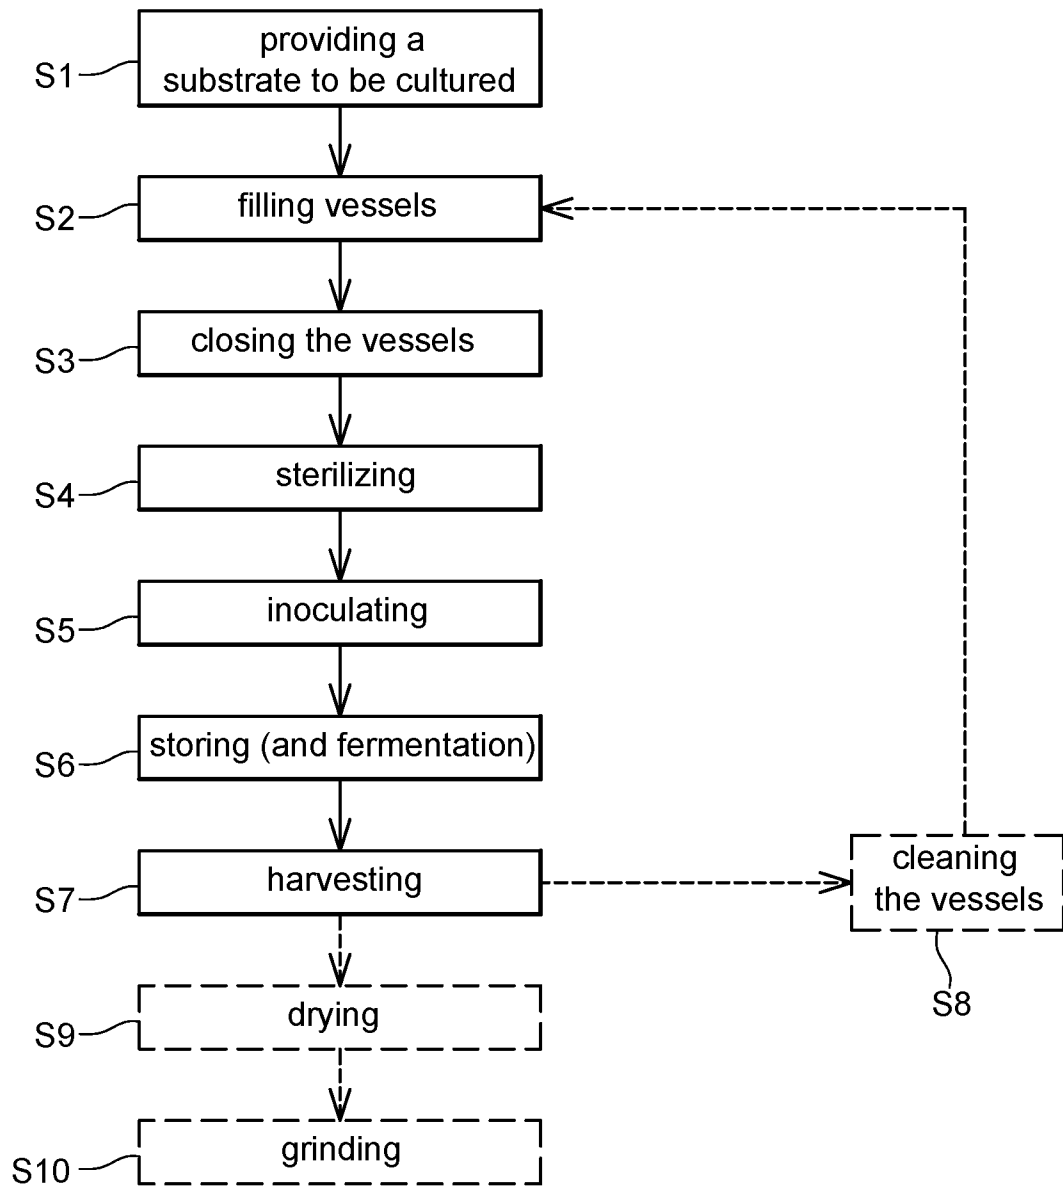 providing a
substrate to be cultured
S1
filling vessels
S2
closing the vessels
S3
sterilizing
S4
inoculating
S5
storing (and fermentation)
S6
harvesting
S7
cleaning
the vessels
S8
drying
S9
grinding
S10